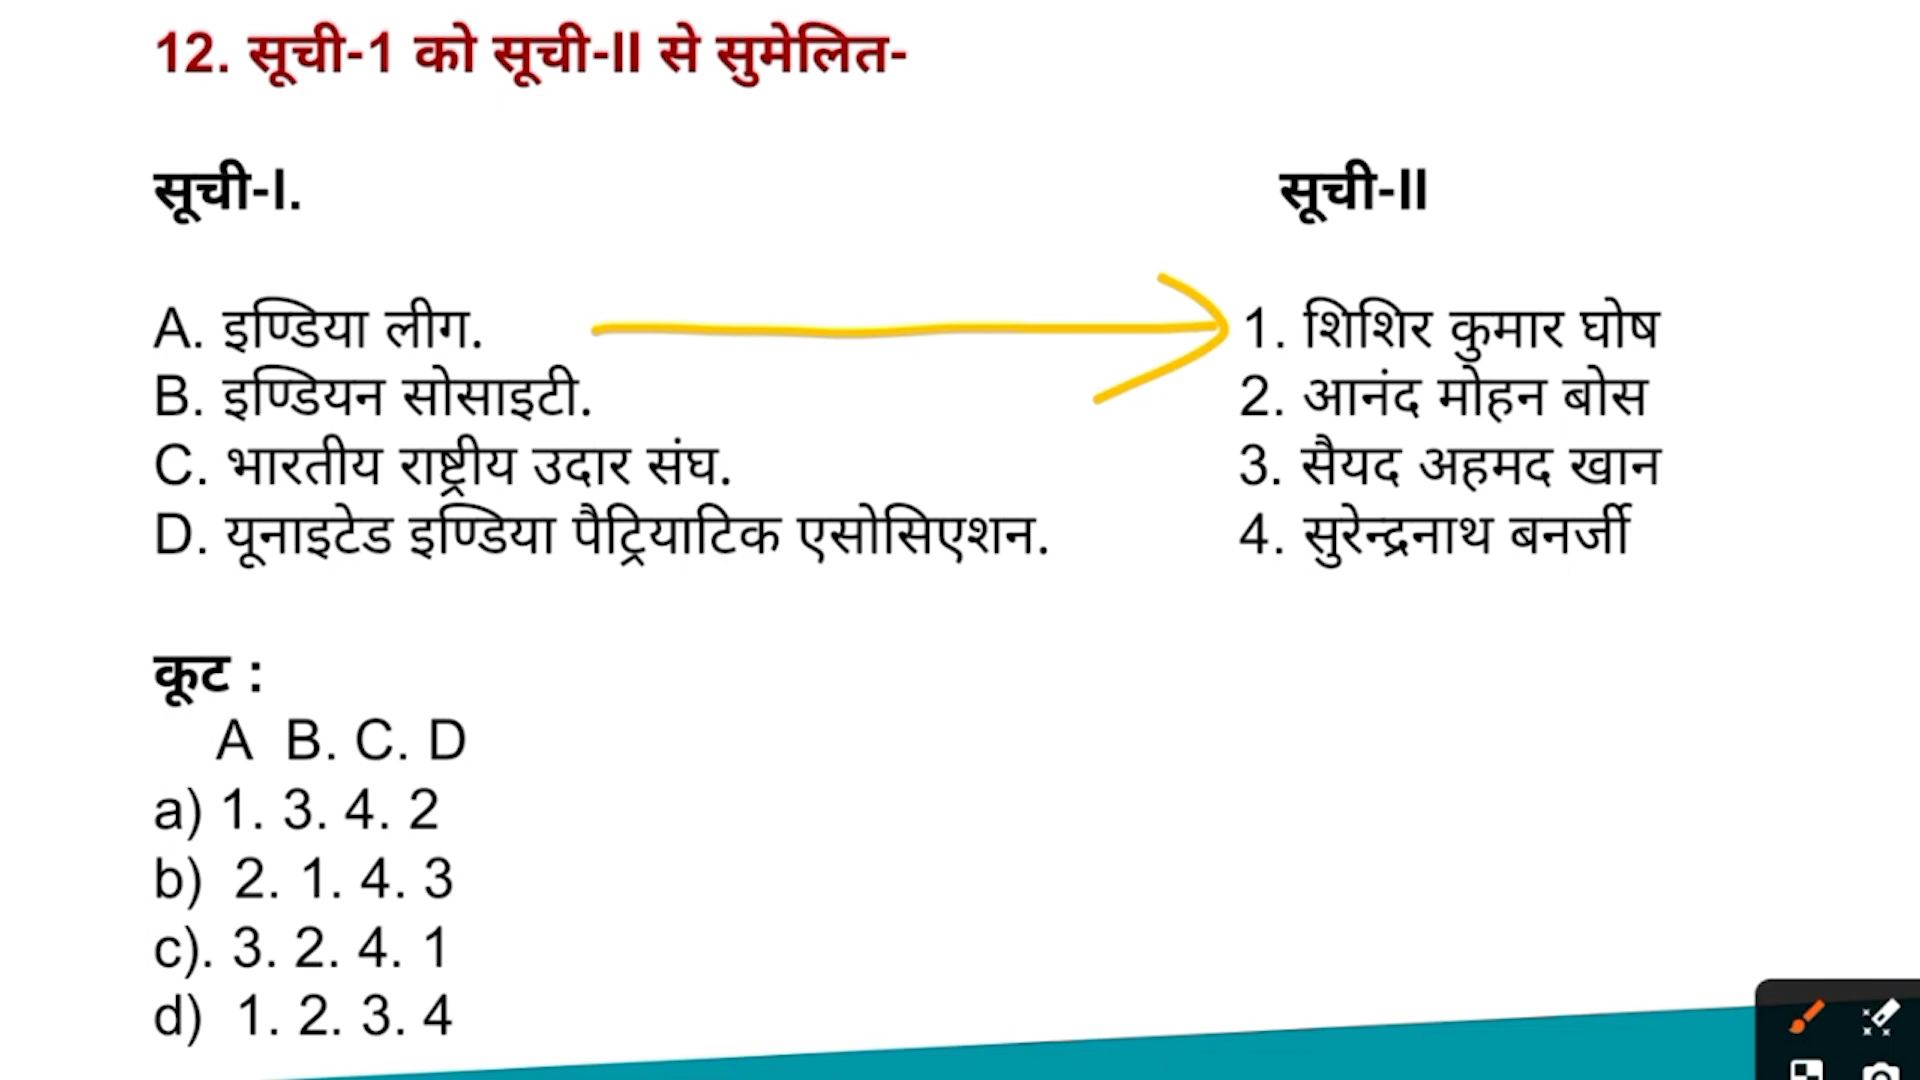 12. सूची-1 को सूची-II से सुमेलित-
सूची-I. सूची-II
A. इण्डिया लीग. 1. शिशिर कुमार घोष
B. इण्डियन सोसाइटी. 2. आनंद मोहन बोस
C. भारतीय राष्ट्रीय उदार संघ. 3. सैयद अहमद खान
D. यूनाइटेड इण्डिया पैट्रियाटिक एसोसिएशन. 4. सुरेन्द्रनाथ बनर्जी
कूट :
A B. C. D
a) 1. 3. 4. 2
b) 2. 1. 4. 3
c). 3. 2. 4. 1
d) 1. 2. 3. 4